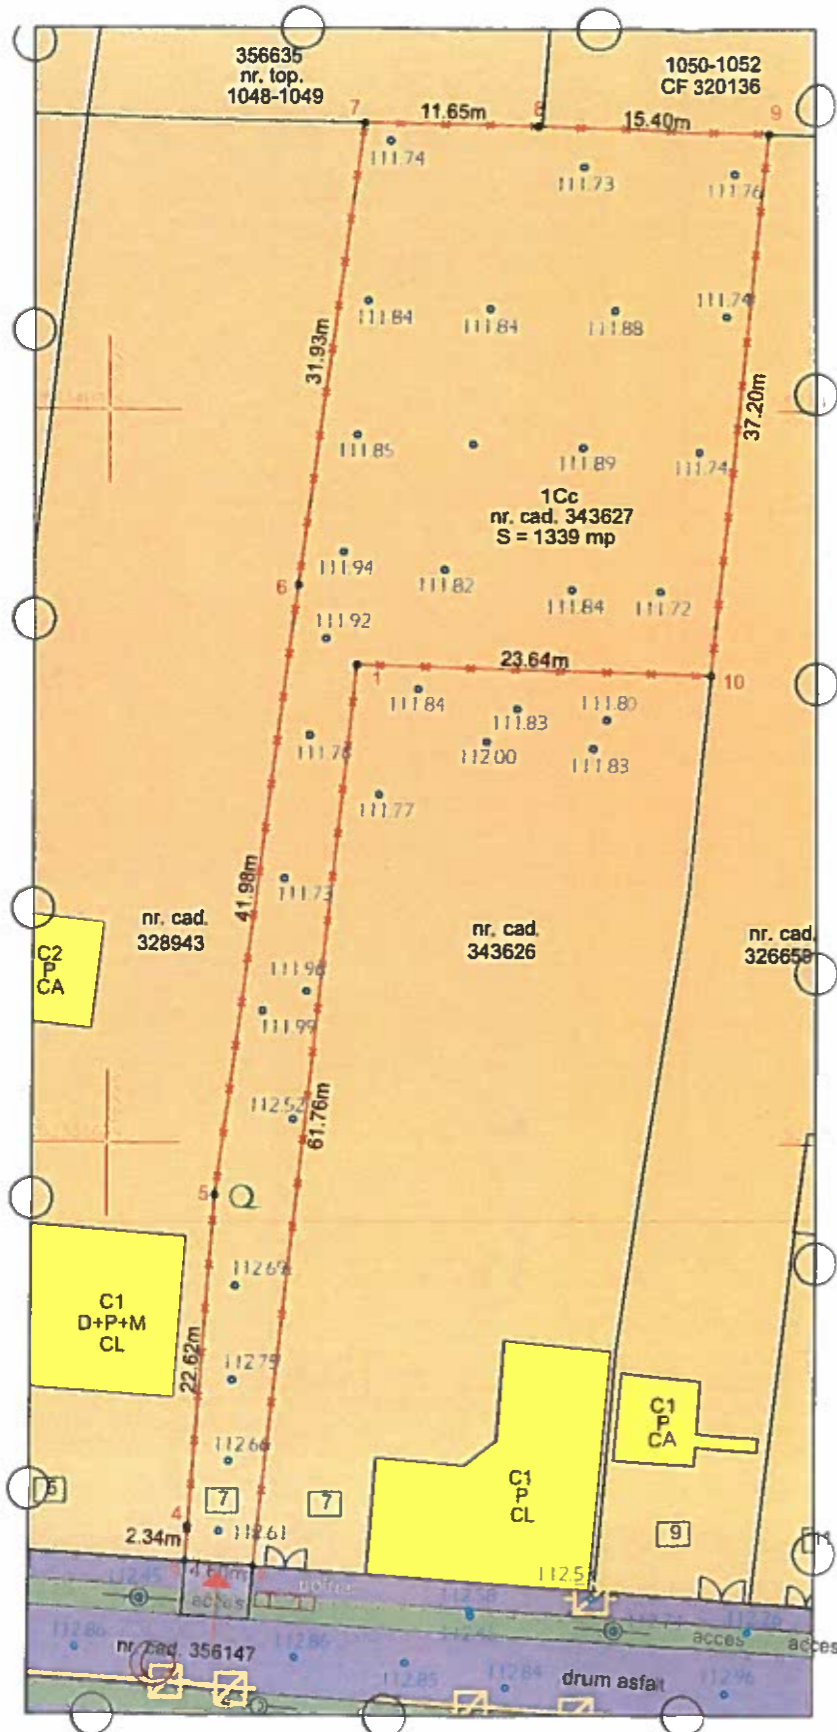 356635
nr. top.
1048-1049
1050-1052
CF 320136
7
11.65m
8
15.40m
9
111.74
111.73
111.76
31.93m
111.84
111.84
111.88
111.74
37.20m
111.85
111.89
111.74
1Cc
nr. cad. 343627
S = 1339 mp
111.94
111.82
111.84
111.72
6
111.92
23.64m
1
10
111.84
111.83
111.80
112.00
111.83
111.77
41.98m
111.73
nr. cad.
328943
nr. cad.
343626
nr. cad.
326659
C2
P
CA
111.99
112.52
61.76m
5
C1
D+P+M
CL
22.62m
112.75
112.66
C1
P
CL
C1
P
CA
5
7
7
9
4
112.61
2.34m
112.5
acces
acces
acces
112.86
nr. cad. 356147
112.86
112.85
112.84
drum asfalt
112.96